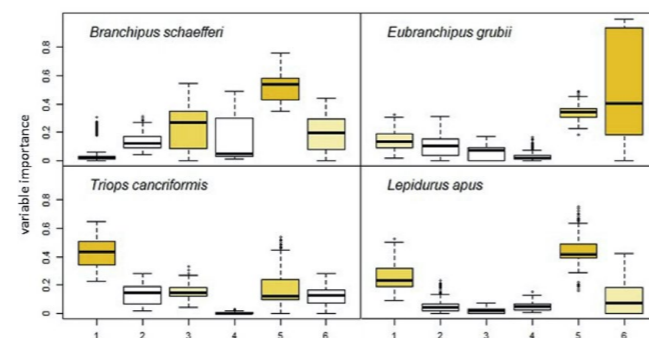 Branchipus schaefferi
Eubranchipus grubii
Triops cancriformis
Lepidurus apus
variable importance
0.8
0.6
0.4
0.2
0
0.8
0.6
0.4
0.2
0
1 2 3 4 5 6 1 2 3 4 5 6